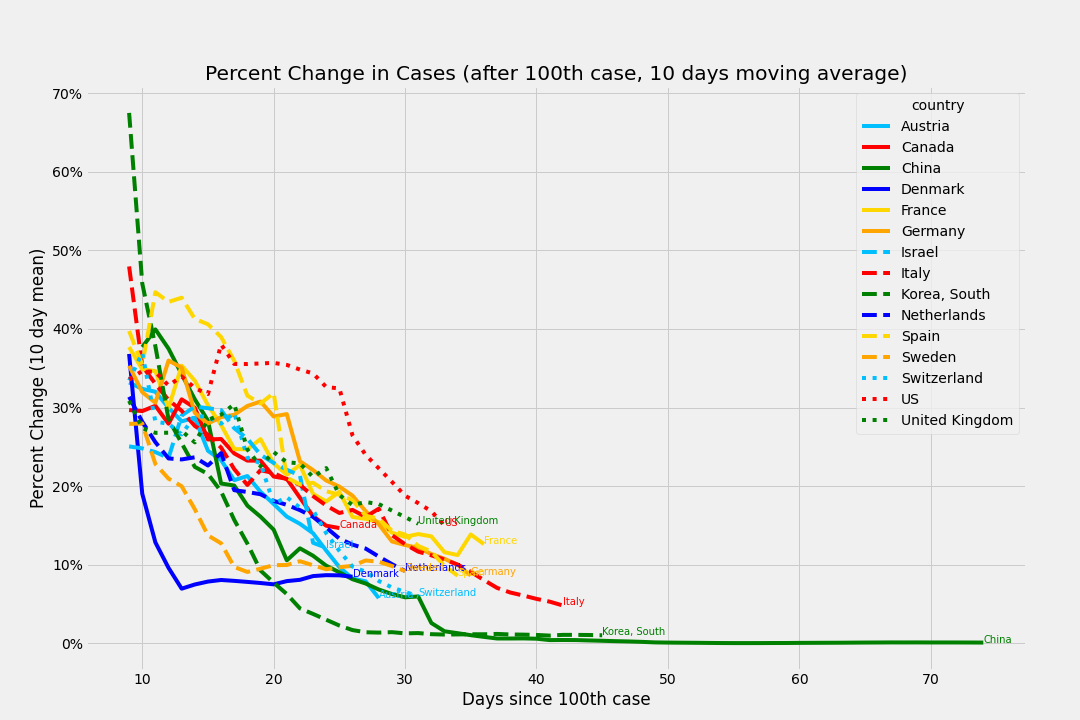 Percent Change in Cases (after 100th case, 10 days moving average)
Percent Change (10 day mean)
70%
60%
50%
40%
30%
20%
10%
0%
country
Austria
Canada
China
Denmark
France
Germany
Israel
Italy
Korea, South
Netherlands
Spain
Sweden
Switzerland
US
United Kingdom
United Kingdom
US
Canada
France
Israel
Netherlands
Germany
Denmark
Switzerland
Italy
Korea, South
China
10
20
30
40
50
60
70
Days since 100th case